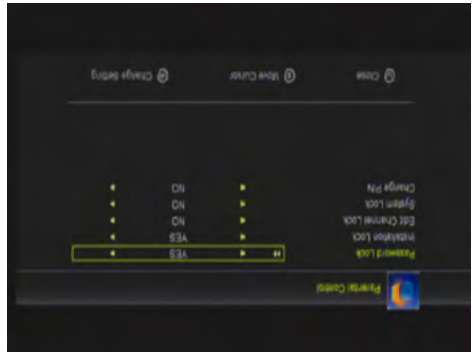 Parental Control
Password Lock YES
Installation Lock YES
Edit Channel Lock NO
System Lock NO
Change PIN NO
Close Move Cursor Change Setting